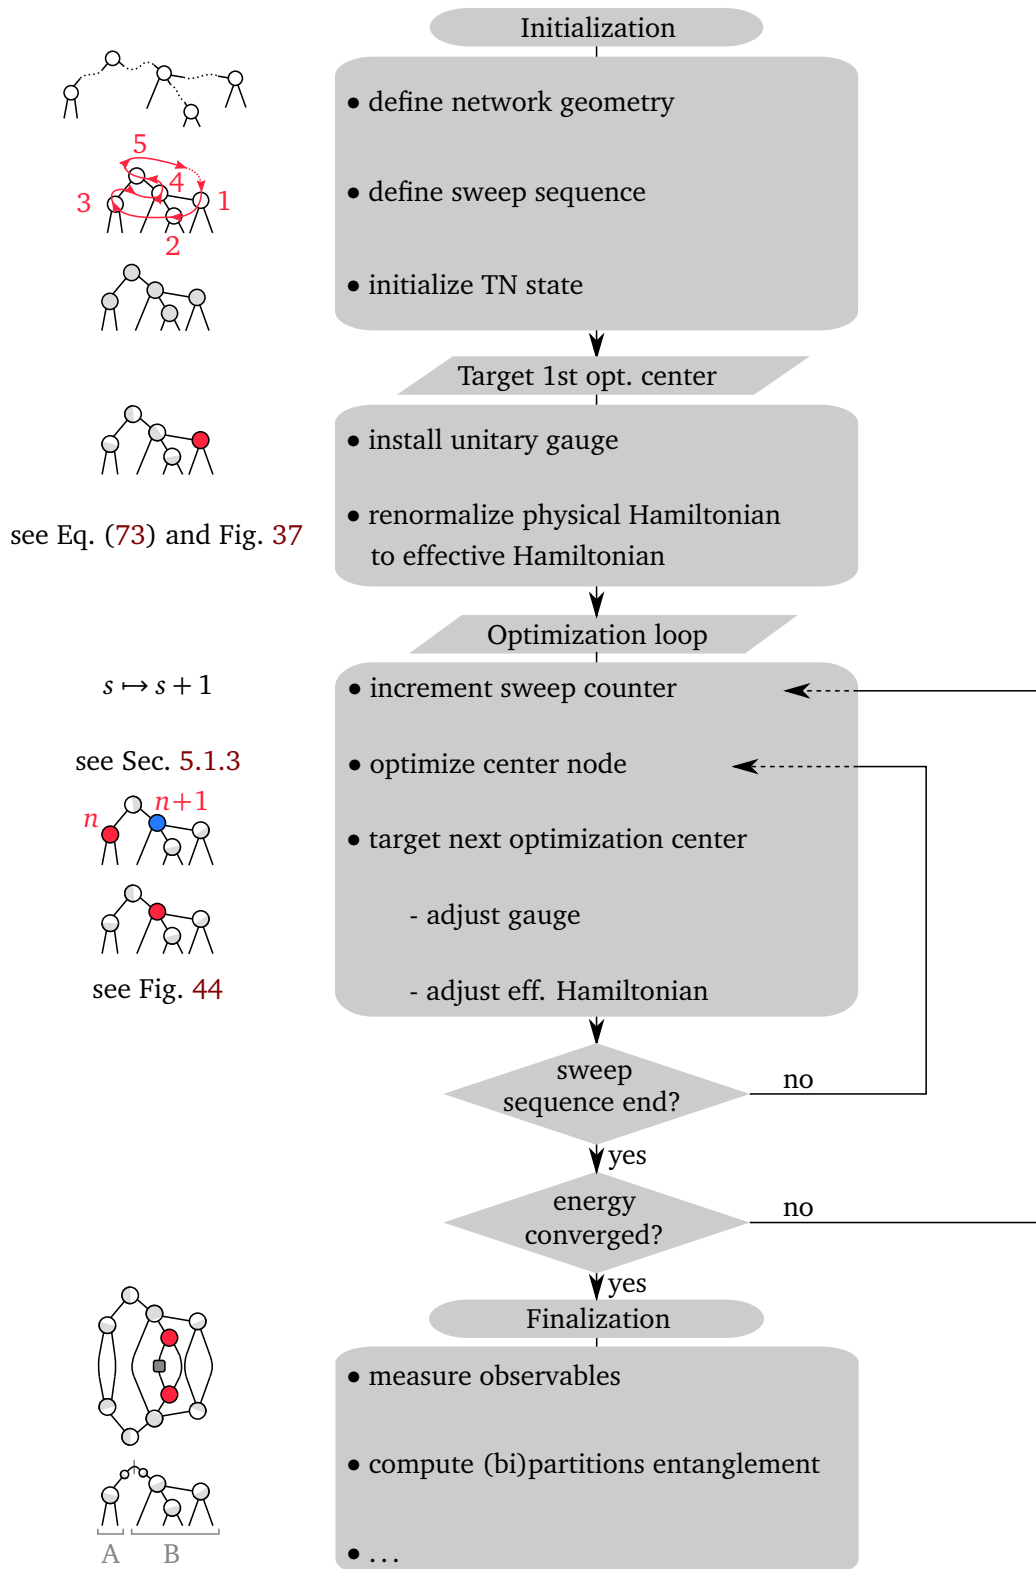 Initialization
• define network geometry
5
4
3
1
2
• define sweep sequence
• initialize TN state
Target 1st opt. center
• install unitary gauge
see Eq. (73) and Fig. 37
• renormalize physical Hamiltonian
to effective Hamiltonian
Optimization loop
s ↦ s + 1
• increment sweep counter
see Sec. 5.1.3
• optimize center node
n
n+1
• target next optimization center
- adjust gauge
see Fig. 44
- adjust eff. Hamiltonian
sweep
sequence end?
no
yes
energy
converged?
no
yes
Finalization
• measure observables
• compute (bi)partitions entanglement
A
B
• ...